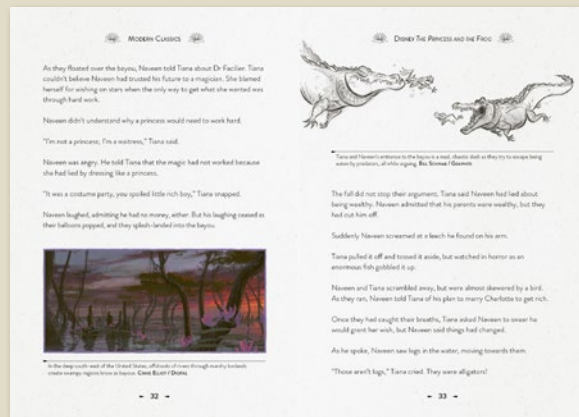 MODERN CLASSICS
As they floated over the bayou, Naveen told Tiana about Dr Facilier. Tiana
couldn't believe Naveen had trusted his future to a magician. She blamed
herself for wishing on stars when the only way to get what she wanted was
through hard work.
Naveen didn't understand why a princess would need to work hard.
"I'm not a princess; I'm a waitress," Tiana said.
Naveen was angry. He told Tiana that the magic had not worked because
she had lied by dressing like a princess.
"It was a costume party, you spoiled little rich boy," Tiana snapped.
Naveen laughed, admitting he had no money, either. But his laughing ceased as
their balloons popped, and they splash-landed into the bayou.
In the deep south-east of the United States, offshoots of rivers through marshy lowlands
create swampy regions know as bayous.
32
DISNEY THE PRINCESS AND THE FROG
Tiana and Naveen's entrance to the bayou is a mad, chaotic dash as they try to escape being
eaten by predators, all while arguing.
The fall did not stop their argument. Tiana said Naveen had lied about
being wealthy. Naveen admitted that his parents were wealthy, but they
had cut him off.
Suddenly Naveen screamed at a leech he found on his arm.
Tiana pulled it off and tossed it aside, but watched in horror as an
enormous fish gobbled it up.
Naveen and Tiana scrambled away, but were almost skewered by a bird.
As they ran, Naveen told Tiana of his plan to marry Charlotte to get rich.
Once they had caught their breaths, Tiana asked Naveen to swear he
would grant her wish, but Naveen said things had changed.
As he spoke, Naveen saw logs in the water, moving towards them.
"Those aren't logs," Tiana cried. They were alligators!
33